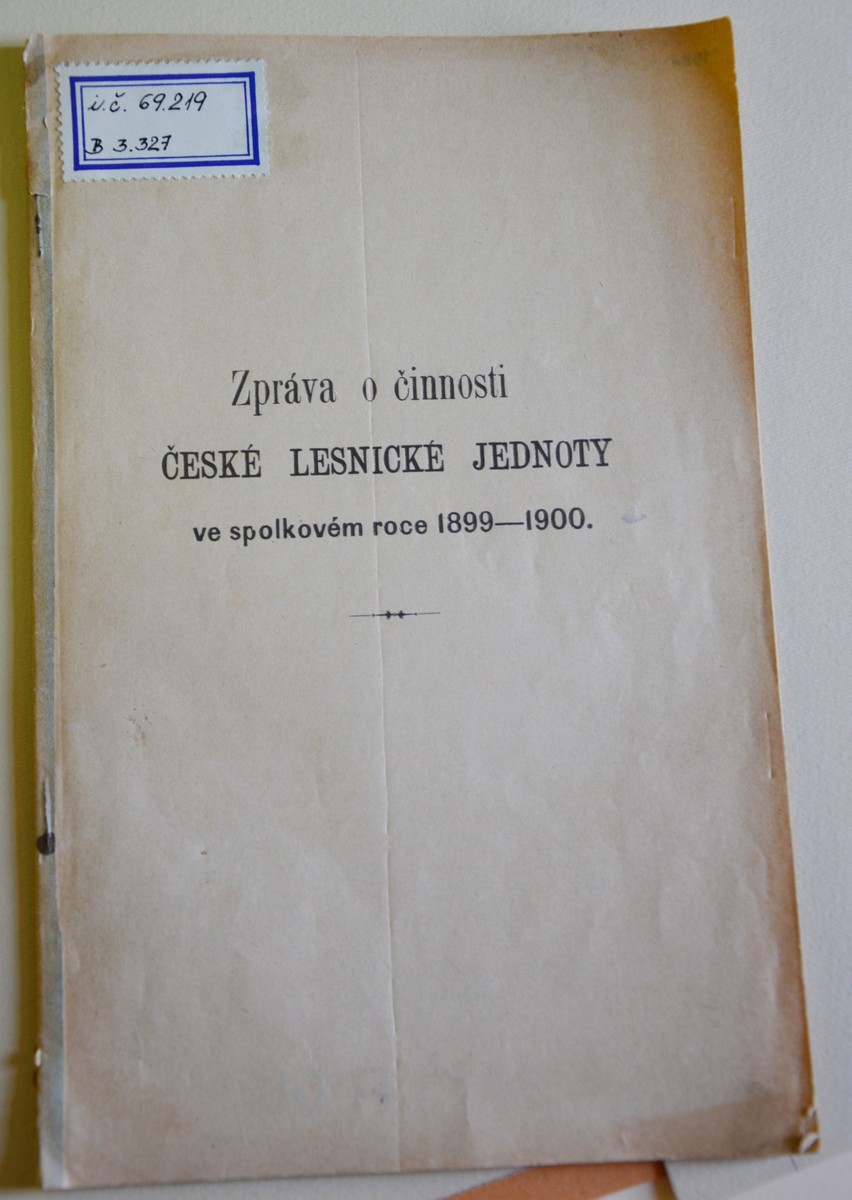 i.č. 69.219
B 3.327
Zpráva o činnosti
ČESKÉ LESNICKÉ JEDNOTY
ve spolkovém roce 1899—1900.